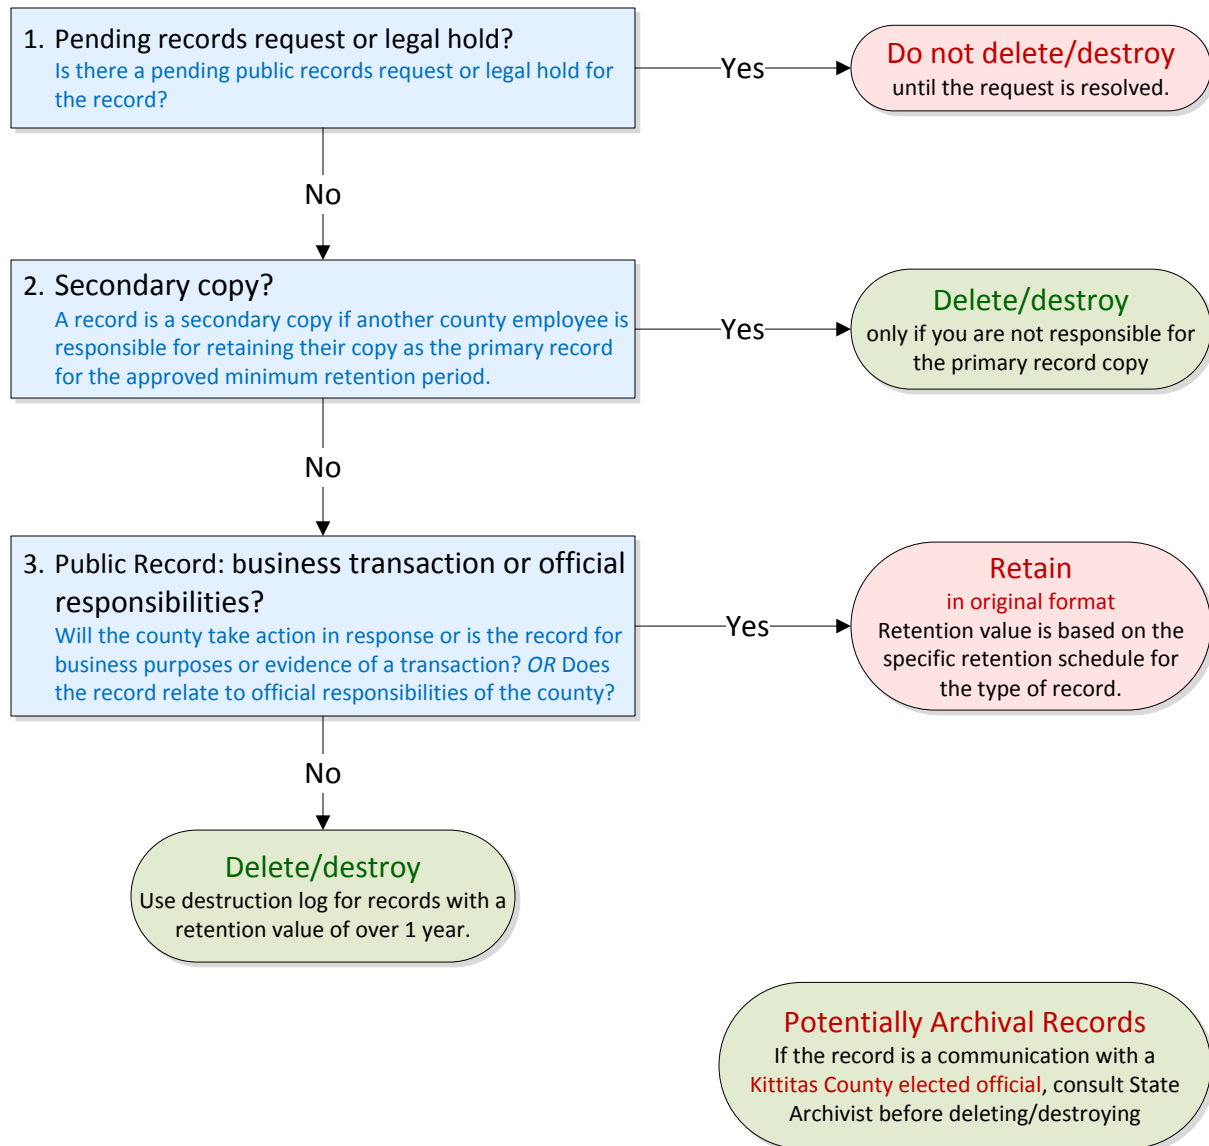 1. Pending records request or legal hold?
Is there a pending public records request or legal hold for
the record?
Yes
Do not delete/destroy
until the request is resolved.
No
2. Secondary copy?
A record is a secondary copy if another county employee is
responsible for retaining their copy as the primary record
for the approved minimum retention period.
Yes
Delete/destroy
only if you are not responsible for
the primary record copy
No
3. Public Record: business transaction or official
responsibilities?
Will the county take action in response or is the record for
business purposes or evidence of a transaction? OR Does
the record relate to official responsibilities of the county?
Yes
Retain
in original format
Retention value is based on the
specific retention schedule for
the type of record.
No
Delete/destroy
Use destruction log for records with a
retention value of over 1 year.
Potentially Archival Records
If the record is a communication with a
Kittitas County elected official, consult State
Archivist before deleting/destroying